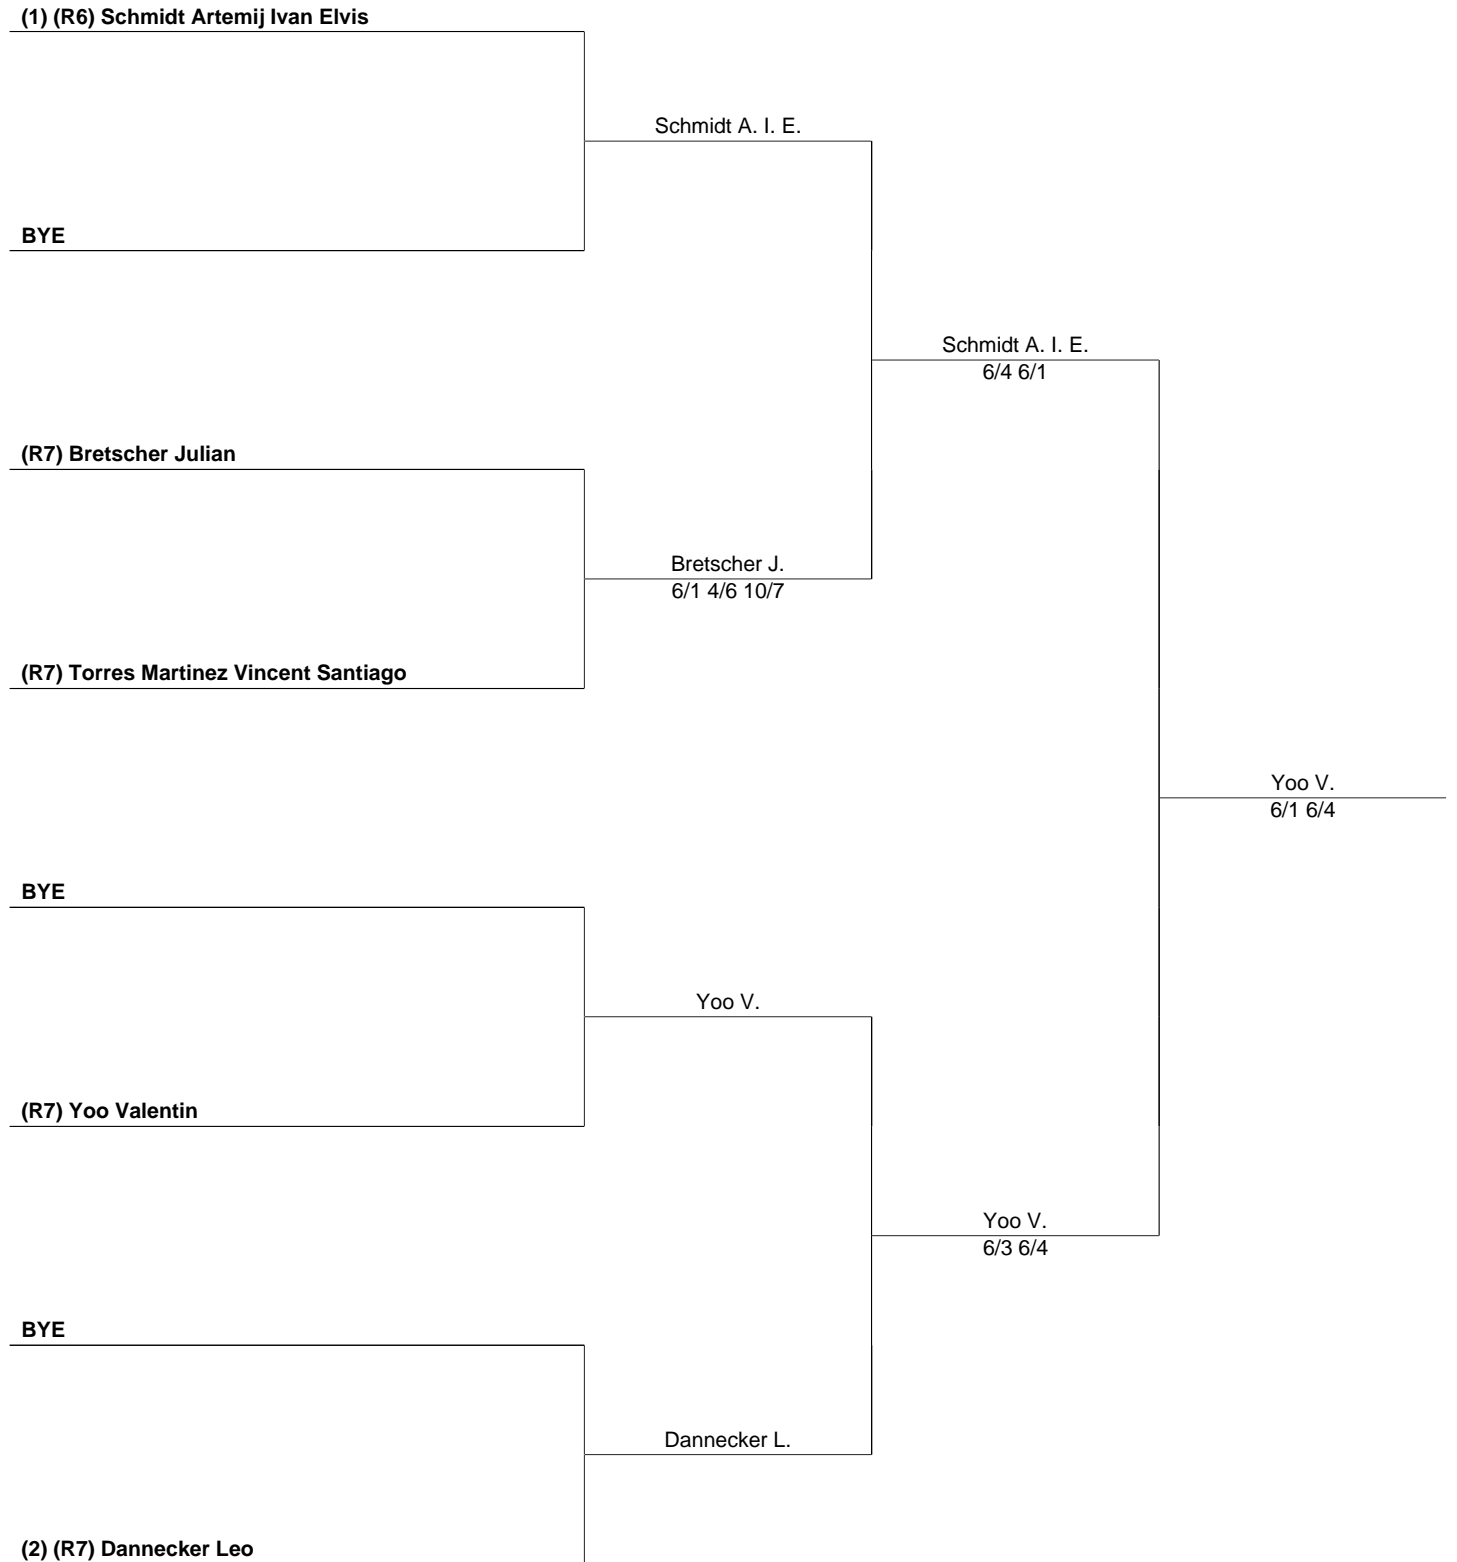 (1) (R6) Schmidt Artemij Ivan Elvis
Schmidt A. I. E.
BYE
Schmidt A. I. E.
6/4 6/1
(R7) Bretscher Julian
Bretscher J.
6/1 4/6 10/7
(R7) Torres Martinez Vincent Santiago
Yoo V.
6/1 6/4
BYE
Yoo V.
(R7) Yoo Valentin
Yoo V.
6/3 6/4
BYE
Dannecker L.
(2) (R7) Dannecker Leo